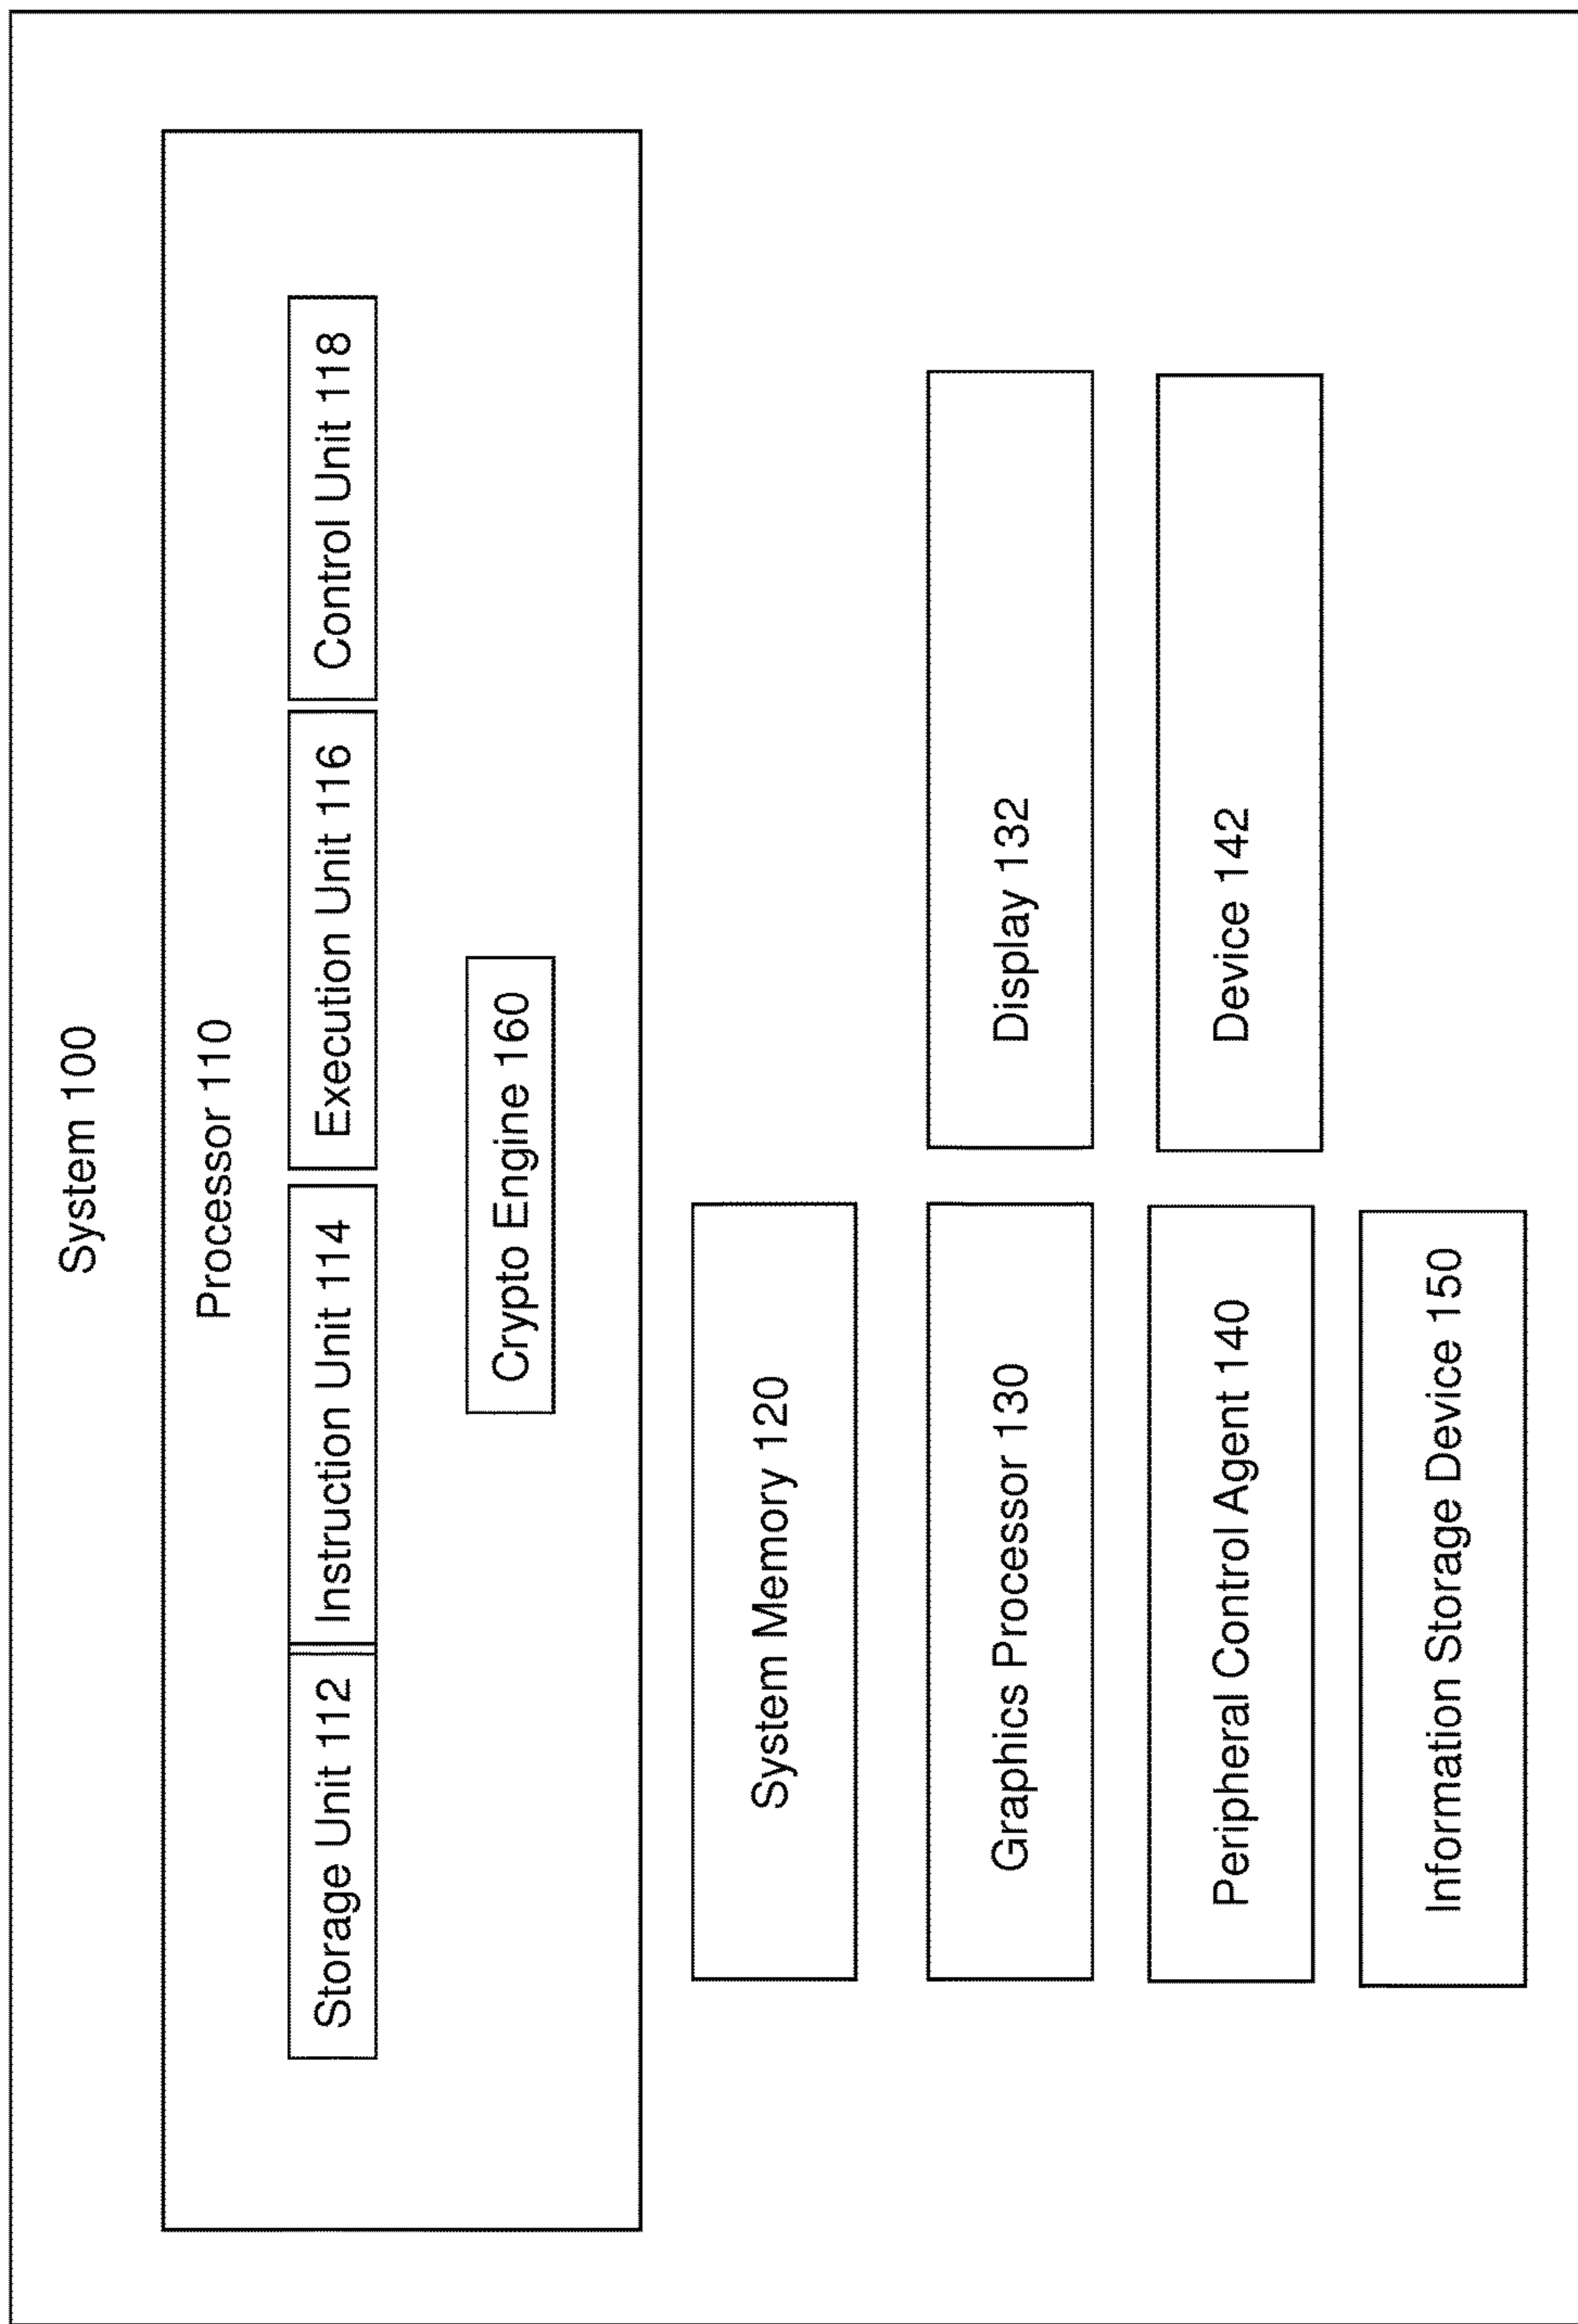 System 100
Processor 110
Storage Unit 112
Instruction Unit 114
Execution Unit 116
Control Unit 118
Crypto Engine 160
System Memory 120
Graphics Processor 130
Display 132
Peripheral Control Agent 140
Device 142
Information Storage Device 150